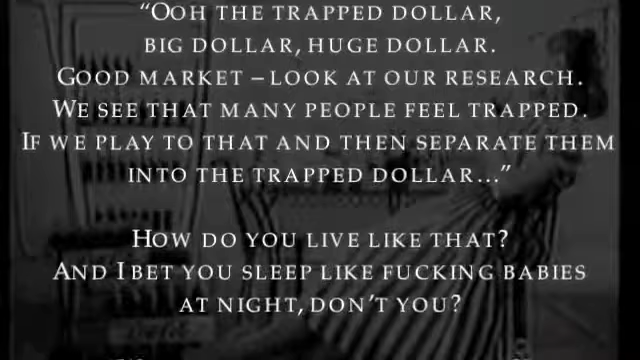 “OOH THE TRAPPED DOLLAR,
BIG DOLLAR, HUGE DOLLAR.
GOOD MARKET – LOOK AT OUR RESEARCH.
WE SEE THAT MANY PEOPLE FEEL TRAPPED.
IF WE PLAY TO THAT AND THEN SEPARATE THEM
INTO THE TRAPPED DOLLAR...”
HOW DO YOU LIVE LIKE THAT?
AND I BET YOU SLEEP LIKE FUCKING BABIES
AT NIGHT, DON’T YOU?